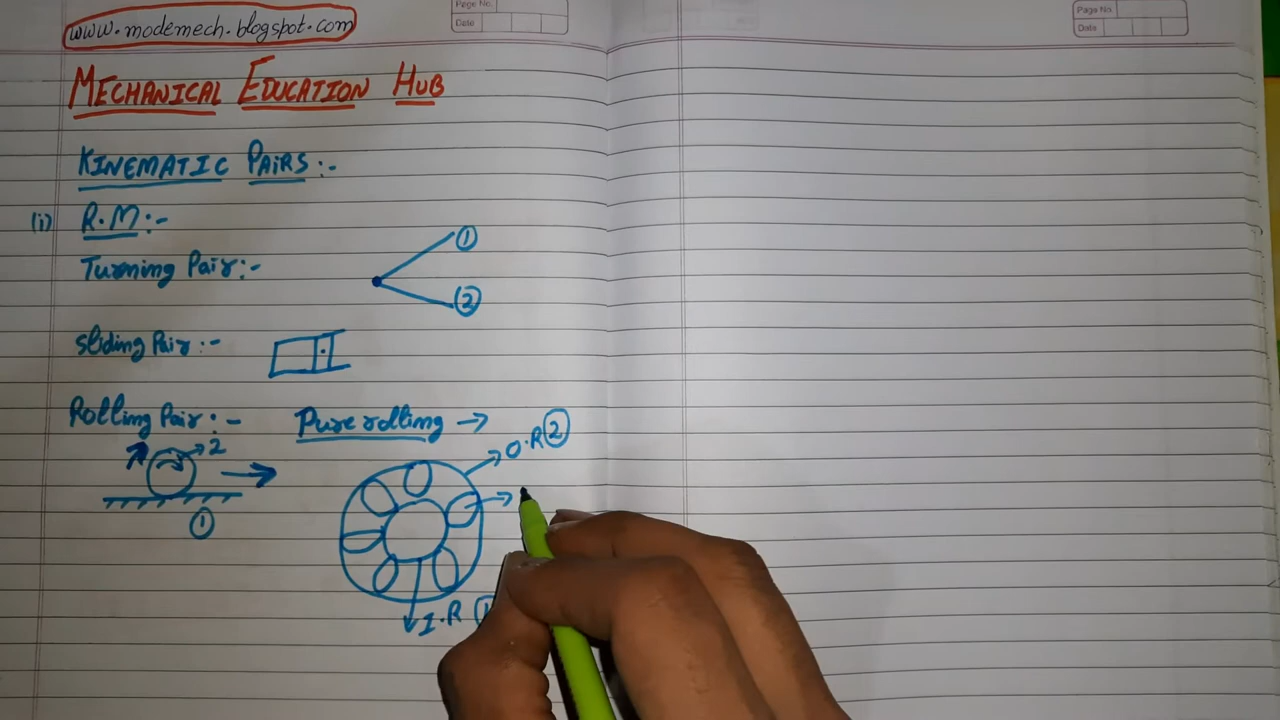 www.modemech.blogspot.com
Page No.
Date
Page No.
Date
MECHANICAL EDUCATION HUB
KINEMATIC PAIRS:-
(i) R.M:-
Turning Pair:-
1
2
Sliding Pair:-
Rolling Pair:- Pure rolling →
2
1
O.R 2
I.R 1